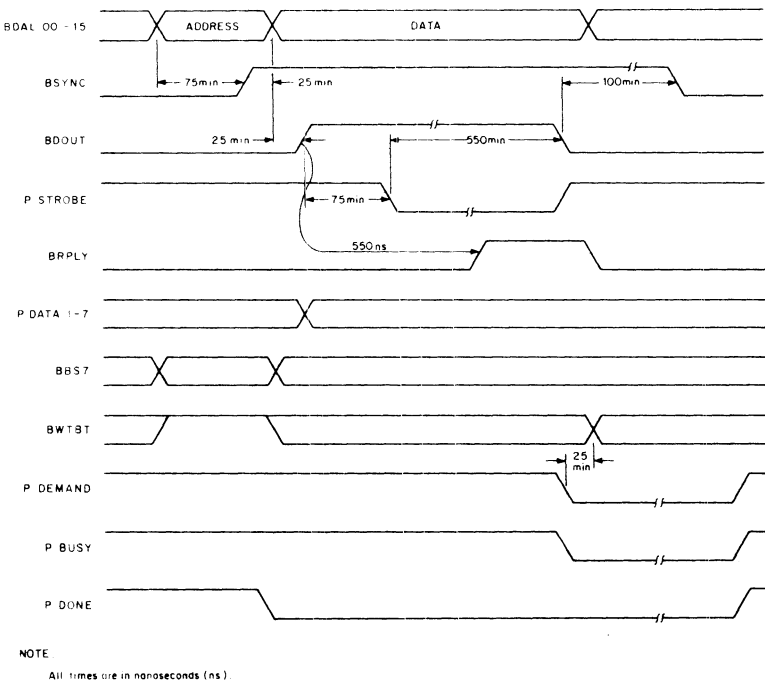 BDAL 00 - 15
ADDRESS
DATA
BSYNC
75min
25 min
100min
BDOUT
25 min
550min
P STROBE
75min
BRPLY
550ns
P DATA 1-7
BBS7
BWTBT
25
min
P DEMAND
P BUSY
P DONE
NOTE
All times are in nanoseconds (ns).